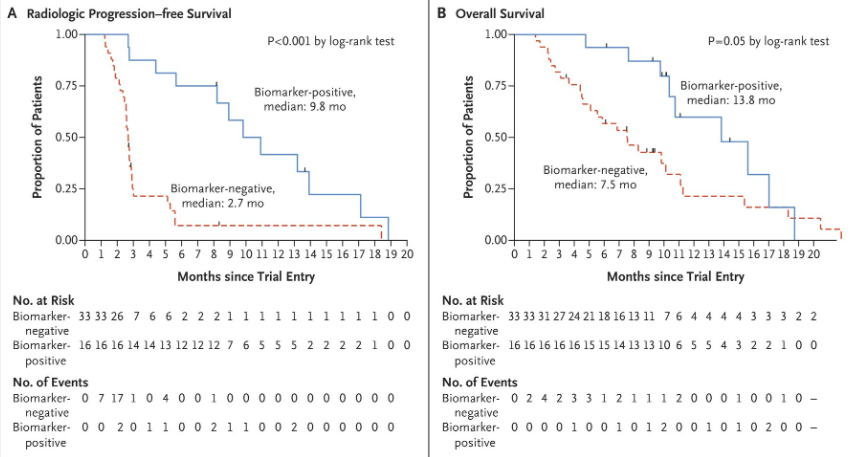 A Radiologic Progression–free Survival
1.00
0.75
0.50
0.25
0.00
Proportion of Patients
P<0.001 by log-rank test
Biomarker-positive,
median: 9.8 mo
Biomarker-negative,
median: 2.7 mo
0 1 2 3 4 5 6 7 8 9 10 11 12 13 14 15 16 17 18 19 20
Months since Trial Entry
No. at Risk
Biomarker- 33 33 26 7 6 6 2 2 2 1 1 1 1 1 1 1 1 1 1 0 0
negative
Biomarker- 16 16 16 14 14 13 12 12 12 7 6 5 5 5 2 2 2 2 1 0 0
positive
No. of Events
Biomarker- 0 7 17 1 0 4 0 0 1 0 0 0 0 0 0 0 0 0 0 0
negative
Biomarker- 0 0 2 0 1 1 0 0 2 1 1 0 0 2 0 0 0 0 0 0
positive
B Overall Survival
1.00
0.75
0.50
0.25
0.00
Proportion of Patients
P=0.05 by log-rank test
Biomarker-positive,
median: 13.8 mo
Biomarker-negative,
median: 7.5 mo
0 1 2 3 4 5 6 7 8 9 10 11 12 13 14 15 16 17 18 19 20
Months since Trial Entry
No. at Risk
Biomarker- 33 33 31 27 24 21 18 16 13 11 7 6 4 4 4 4 3 3 3 2 2
negative
Biomarker- 16 16 16 16 16 15 15 14 13 13 10 6 5 5 4 3 2 2 1 0 0
positive
No. of Events
Biomarker- 0 2 4 2 3 3 1 2 1 1 1 2 0 0 0 1 0 0 1 0 –
negative
Biomarker- 0 0 0 0 1 0 0 1 0 1 2 0 0 1 0 1 0 2 0 0 –
positive